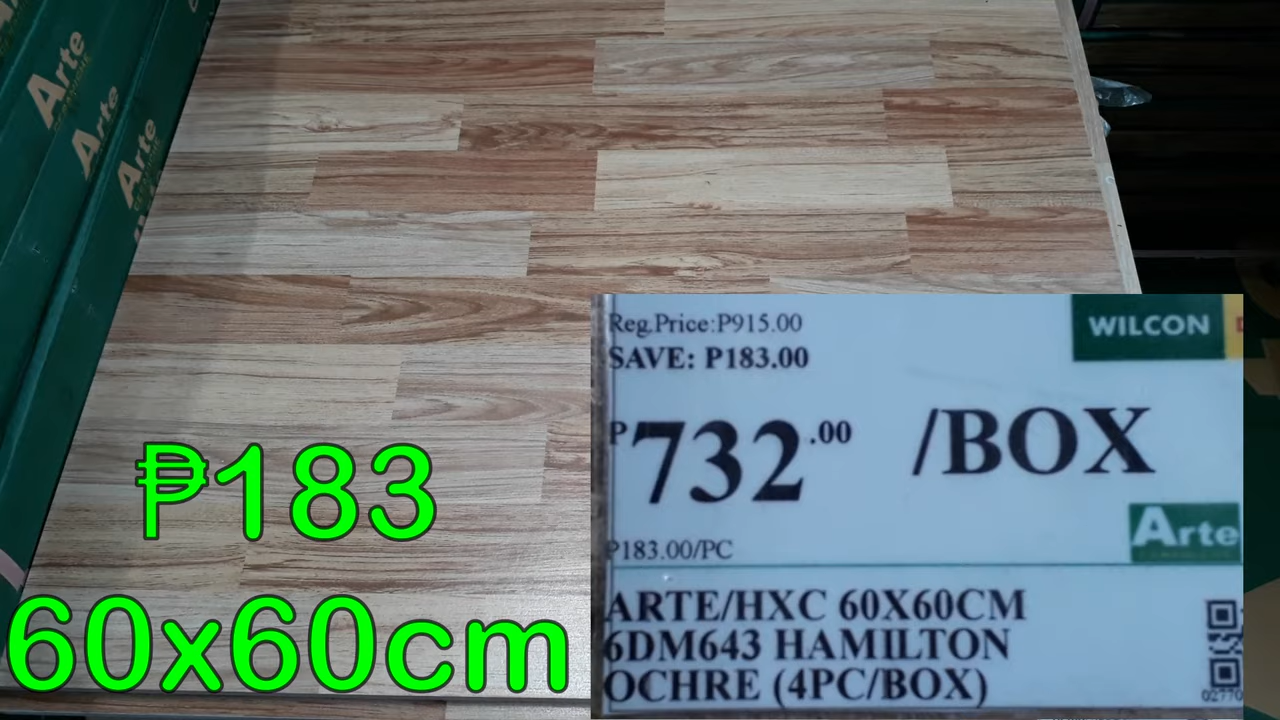 Arte
Arte
Arte
Reg.Price:P915.00
WILCON
SAVE: P183.00
P732.00 /BOX
Arte
P183.00/PC
ARTE/HXC 60X60CM
6DM643 HAMILTON
OCHRE (4PC/BOX)
₱183
60x60cm